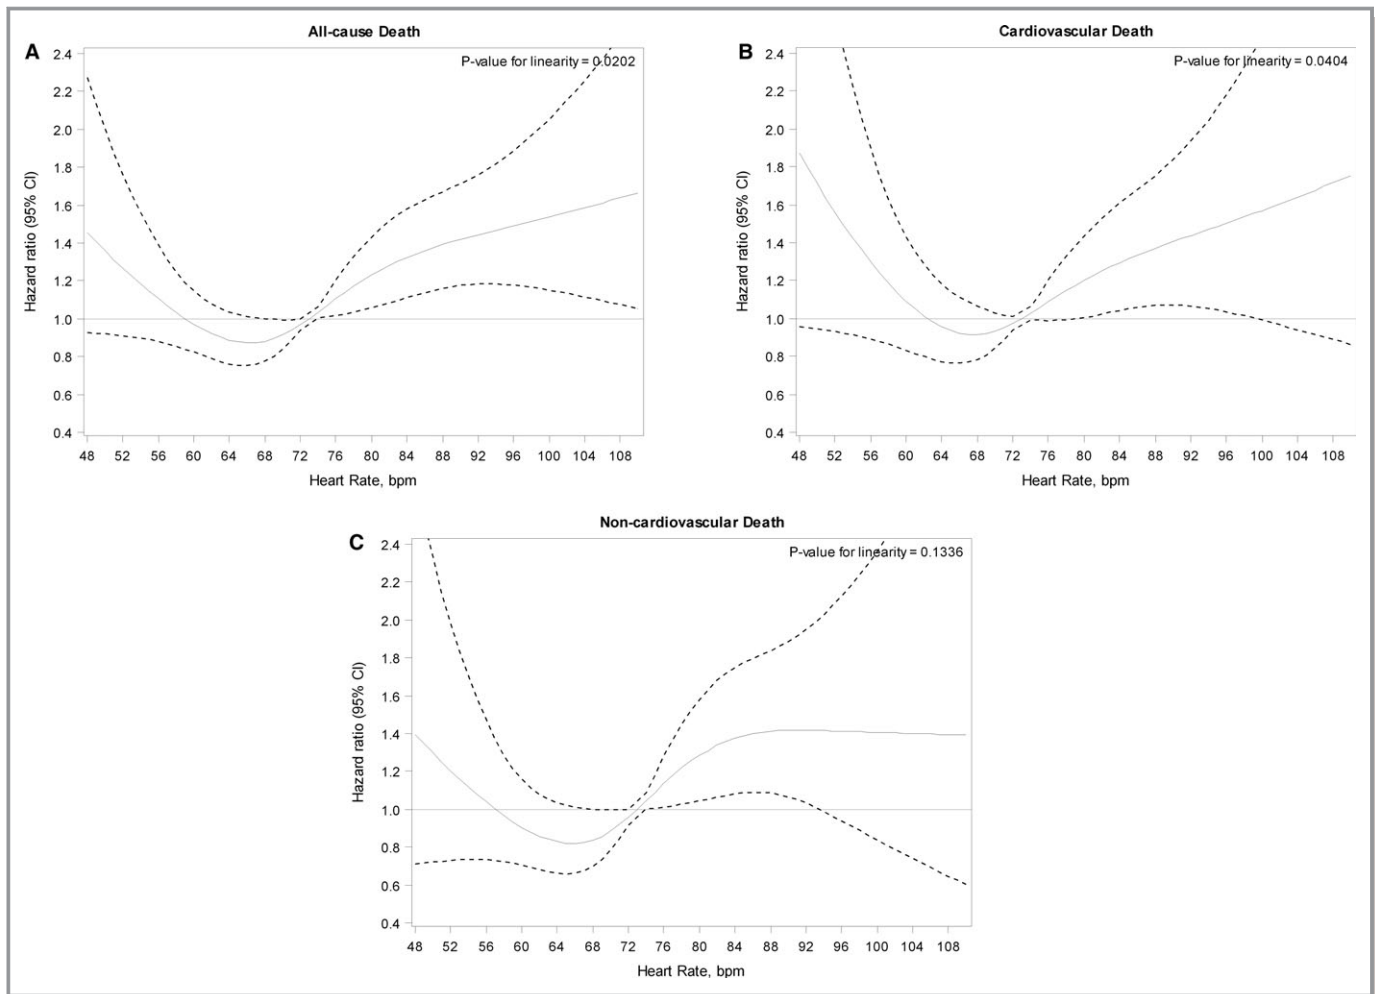 All-cause Death
A
P-value for linearity = 0.0202
Hazard ratio (95% CI)
2.4
2.2
2.0
1.8
1.6
1.4
1.2
1.0
0.8
0.6
0.4
48 52 56 60 64 68 72 76 80 84 88 92 96 100 104 108
Heart Rate, bpm
Cardiovascular Death
B
P-value for linearity = 0.0404
Hazard ratio (95% CI)
2.4
2.2
2.0
1.8
1.6
1.4
1.2
1.0
0.8
0.6
0.4
48 52 56 60 64 68 72 76 80 84 88 92 96 100 104 108
Heart Rate, bpm
Non-cardiovascular Death
C
P-value for linearity = 0.1336
Hazard ratio (95% CI)
2.4
2.2
2.0
1.8
1.6
1.4
1.2
1.0
0.8
0.6
0.4
48 52 56 60 64 68 72 76 80 84 88 92 96 100 104 108
Heart Rate, bpm